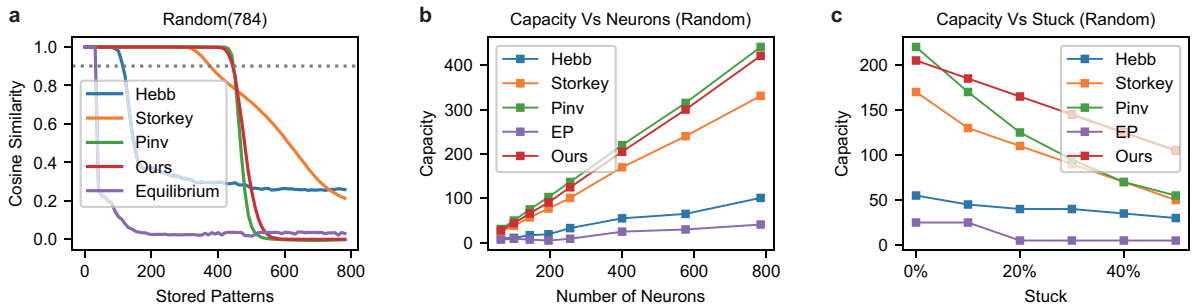 a
Random(784)
Cosine Similarity
1.0
0.8
0.6
0.4
0.2
0.0
Hebb
Storkey
Pinv
Ours
Equilibrium
0
200
400
600
800
Stored Patterns
b
Capacity Vs Neurons (Random)
Capacity
400
300
200
100
0
Hebb
Storkey
Pinv
EP
Ours
200
400
600
800
Number of Neurons
c
Capacity Vs Stuck (Random)
Capacity
200
150
100
50
0
Hebb
Storkey
Pinv
EP
Ours
0%
20%
40%
Stuck